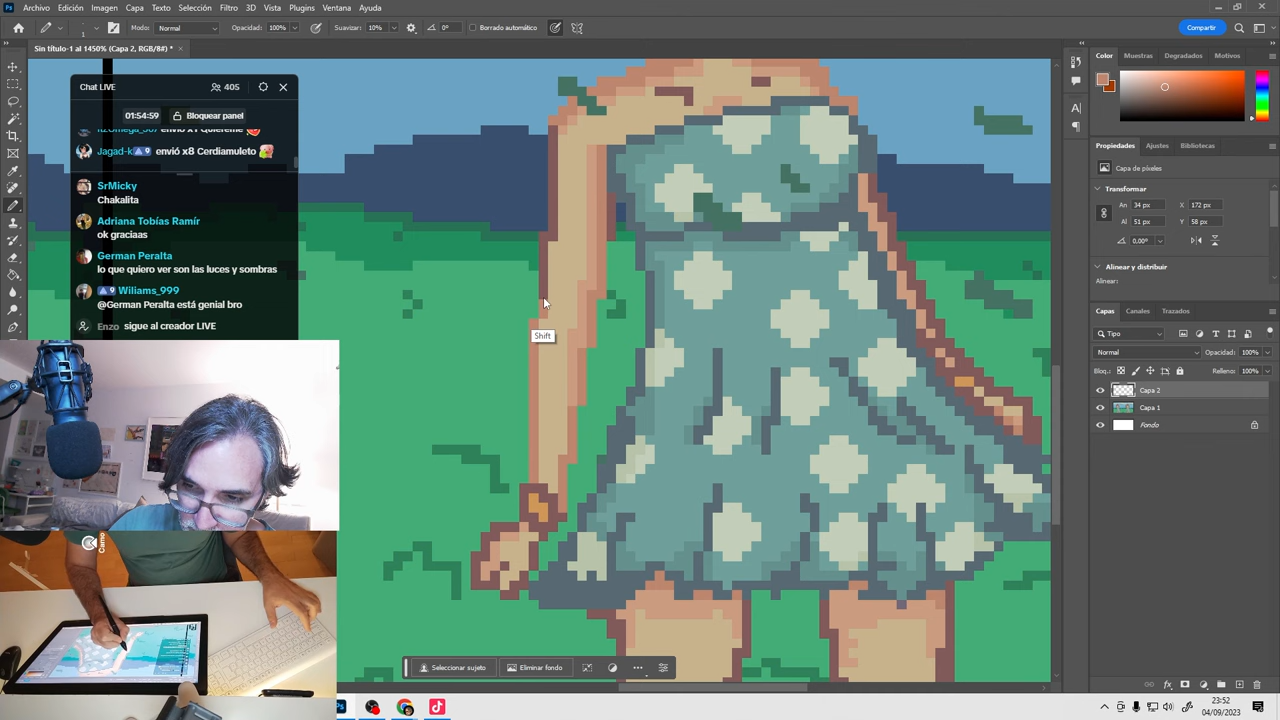 Ps Archivo Edición Imagen Capa Texto Selección Filtro 3D Vista Plugins Ventana Ayuda
Modo: Normal Opacidad: 100% Suavizar: 10% 0° Borrado automático Compartir
Sin título-1 al 1450% (Capa 2, RGB/8#) *
Chat LIVE 405
01:54:59 Bloquear panel
Jagad-k 9 envió x8 Cerdiamuleto
SrMicky
Chakalita
Adriana Tobías Ramír
ok graciaas
German Peralta
lo que quiero ver son las luces y sombras
9 Wiliams_999
@German Peralta está genial bro
Enzo sigue al creador LIVE
Shift
Camo
Seleccionar sujeto Eliminar fondo
Color Muestras Degradados Motivos
Propiedades Ajustes Bibliotecas
Capa de píxeles
Transformar
An 34 px X 172 px
Al 51 px Y 58 px
0,00°
Alinear y distribuir
Alinear:
Capas Canales Trazados
Tipo
Normal Opacidad: 100%
Bloq.: Relleno: 100%
Capa 2
Capa 1
Fondo
fx
23:52
04/09/2023